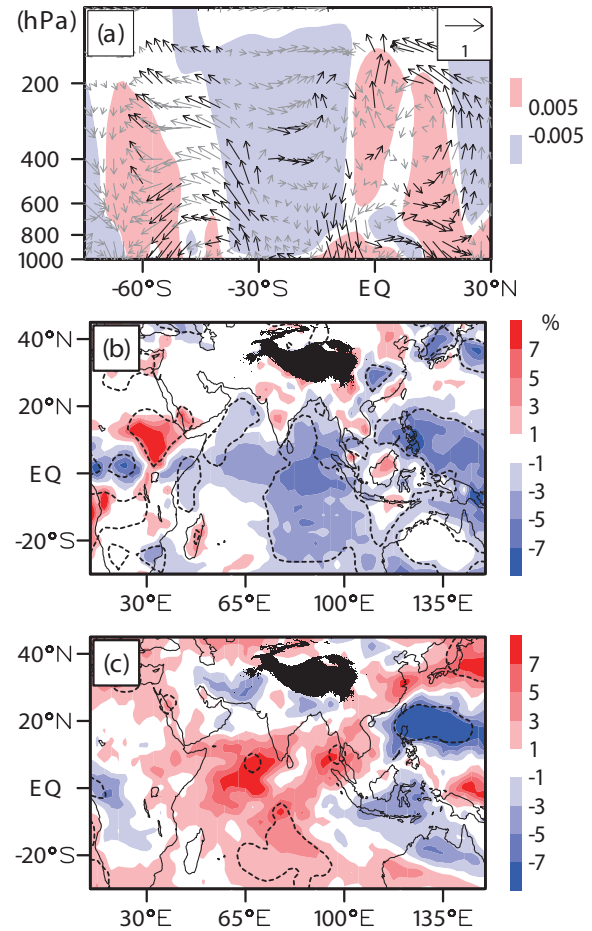 (hPa)
(a)
1
200
0.005
-0.005
400
600
800
1000
-60°S
-30°S
EQ
30°N
(b)
%
40°N
20°N
EQ
-20°S
7
5
3
1
-1
-3
-5
-7
30°E
65°E
100°E
135°E
(c)
40°N
20°N
EQ
-20°S
7
5
3
1
-1
-3
-5
-7
30°E
65°E
100°E
135°E